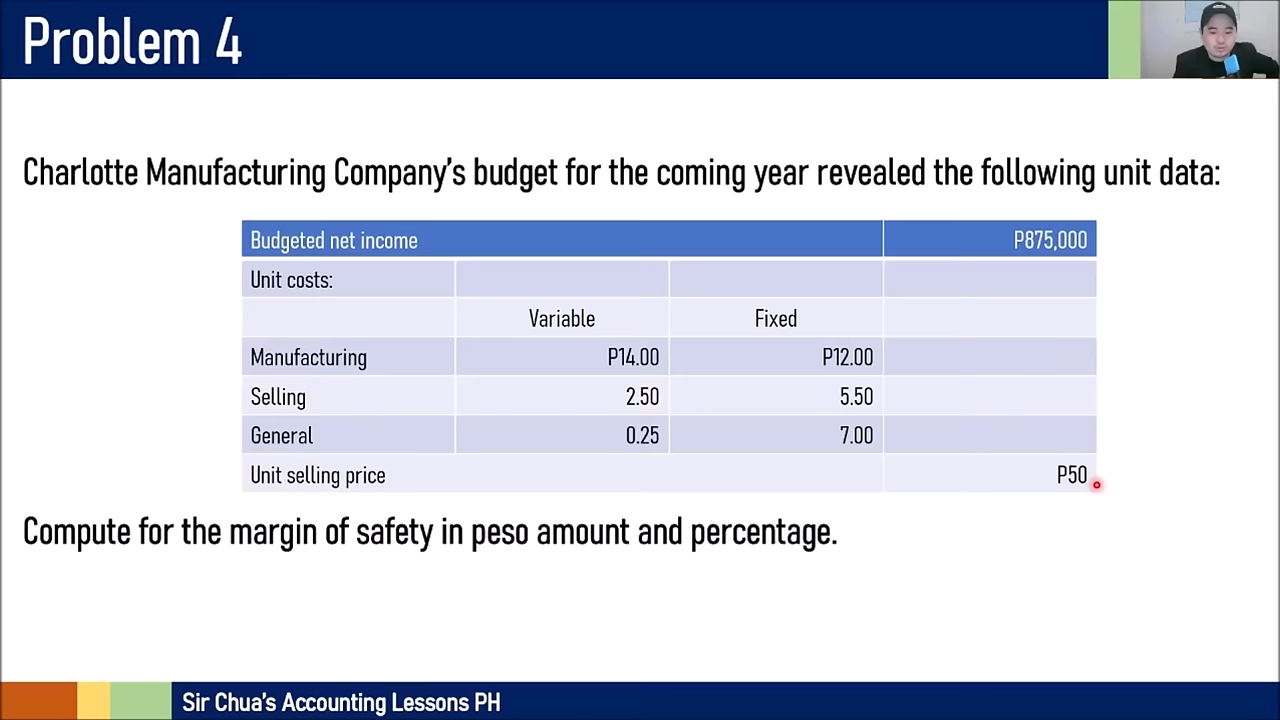 Problem 4
Charlotte Manufacturing Company's budget for the coming year revealed the following unit data:
Budgeted net income P875,000
Unit costs:
Variable Fixed
Manufacturing P14.00 P12.00
Selling 2.50 5.50
General 0.25 7.00
Unit selling price P50
Compute for the margin of safety in peso amount and percentage.
Sir Chua's Accounting Lessons PH